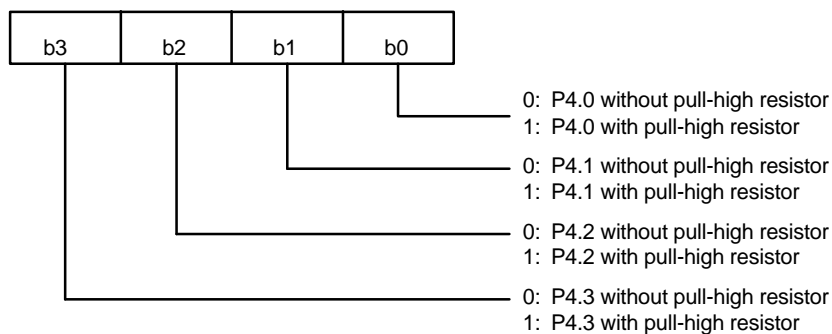 b3 b2 b1 b0
0: P4.0 without pull-high resistor
1: P4.0 with pull-high resistor
0: P4.1 without pull-high resistor
1: P4.1 with pull-high resistor
0: P4.2 without pull-high resistor
1: P4.2 with pull-high resistor
0: P4.3 without pull-high resistor
1: P4.3 with pull-high resistor